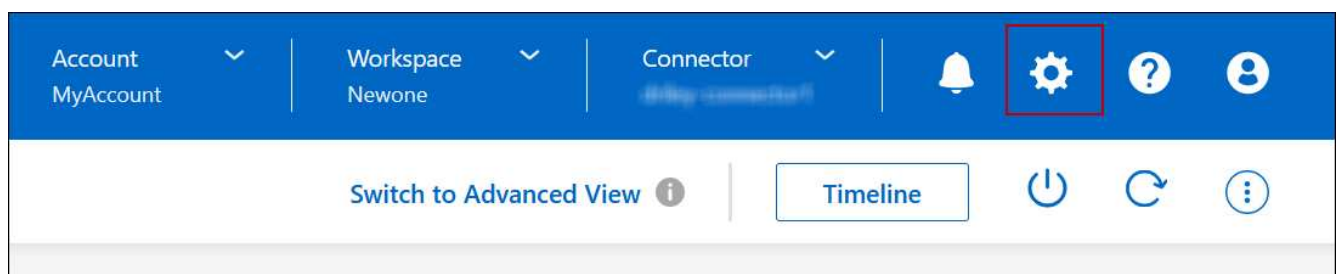 Account
MyAccount
Workspace
Newone
Connector
Switch to Advanced View
Timeline